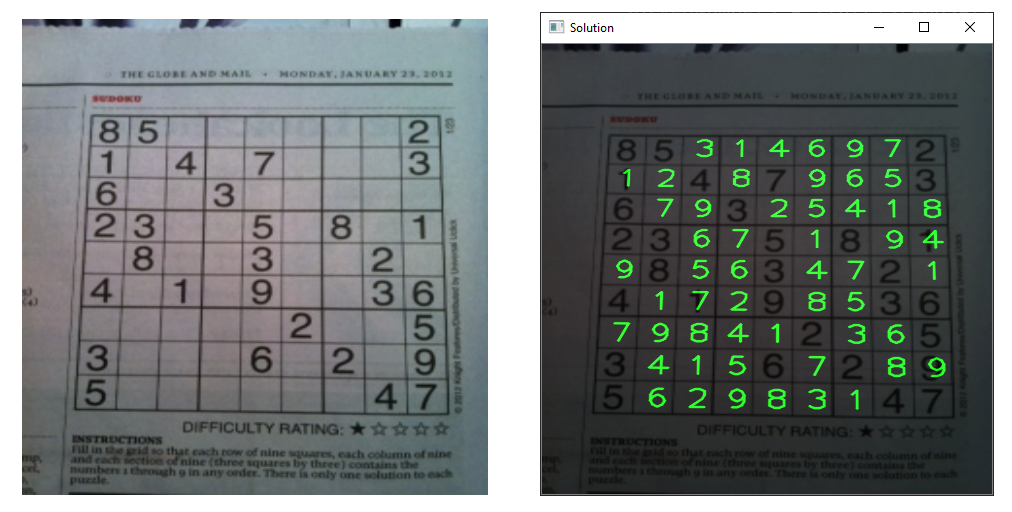 THE GLOBE AND MAIL • MONDAY, JANUARY 23, 2012
SUDOKU
1/23
8 5 2
1 4 7 3
6 3
2 3 5 8 1
8 3 2
4 1 9 3 6
2 5
3 6 2 9
5 4 7
© 2012 Knight Features/Distributed by Universal Uclick
DIFFICULTY RATING: ★☆☆☆☆
INSTRUCTIONS
Fill in the grid so that each row of nine squares, each column of nine
and each section of nine (three squares by three) contains the
numbers 1 through 9 in any order. There is only one solution to each
puzzle.
Solution
THE GLOBE AND MAIL • MONDAY, JANUARY 23, 2012
SUDOKU
8 5 3 1 4 6 9 7 2
1 2 4 8 7 9 6 5 3
6 7 9 3 2 5 4 1 8
2 3 6 7 5 1 8 9 4
9 8 5 6 3 4 7 2 1
4 1 7 2 9 8 5 3 6
7 9 8 4 1 2 3 6 5
3 4 1 5 6 7 2 8 9
5 6 2 9 8 3 1 4 7
DIFFICULTY RATING: ★☆☆☆☆
INSTRUCTIONS
Fill in the grid so that each row of nine squares, each column of nine
and each section of nine (three squares by three) contains the
numbers 1 through 9 in any order. There is only one solution to each
puzzle.